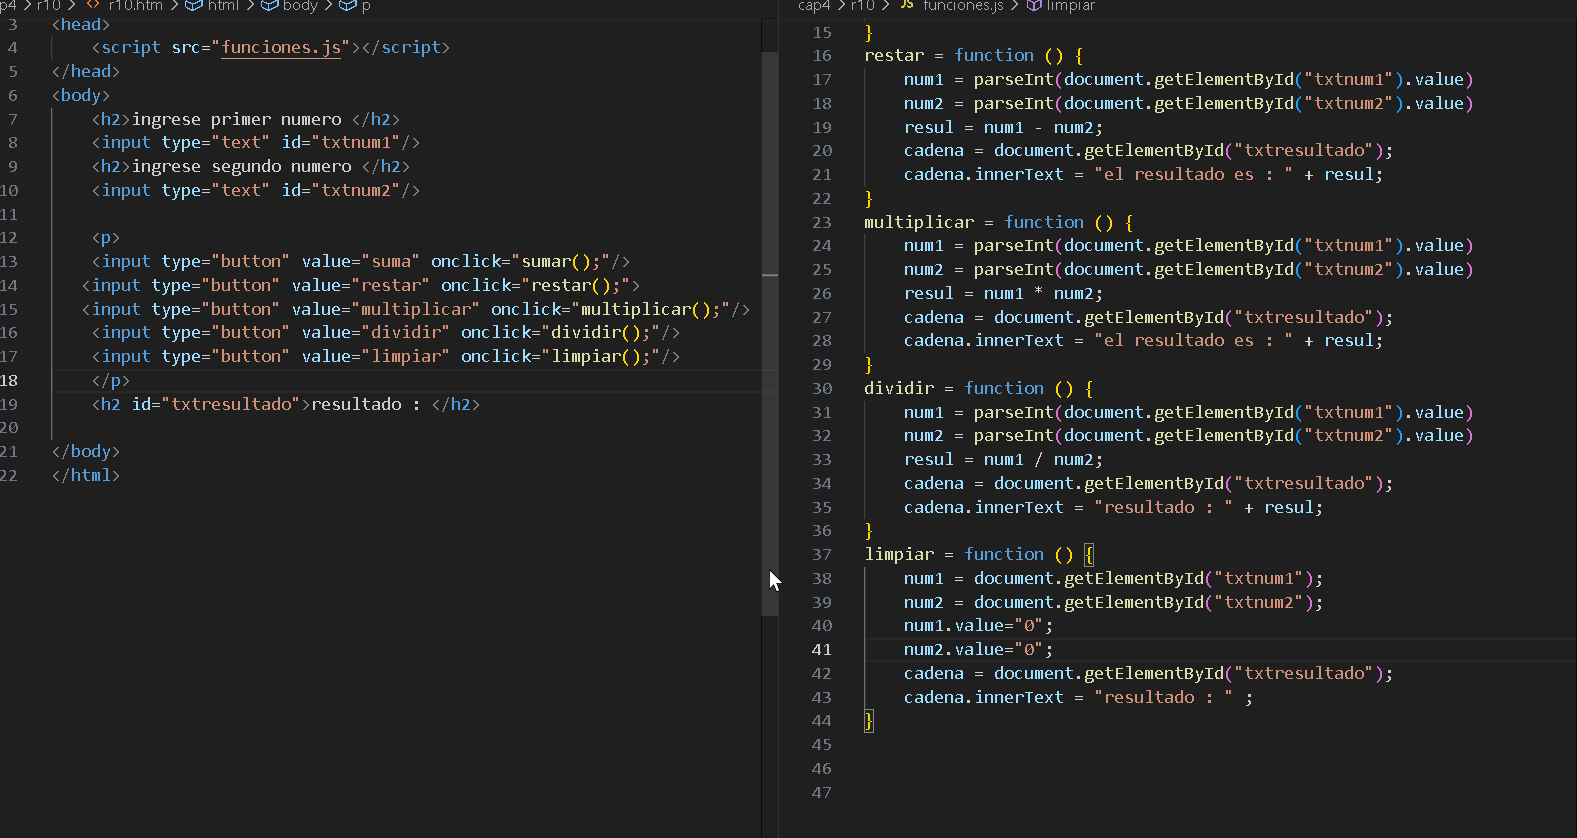 p4 > r10 > <> r10.htm > html > body > p
3 <head>
4 <script src="funciones.js"></script>
5 </head>
6 <body>
7 <h2>ingrese primer numero </h2>
8 <input type="text" id="txtnum1"/>
9 <h2>ingrese segundo numero </h2>
10 <input type="text" id="txtnum2"/>
11
12 <p>
13 <input type="button" value="suma" onclick="sumar();"/>
14 <input type="button" value="restar" onclick="restar();">
15 <input type="button" value="multiplicar" onclick="multiplicar();"/>
16 <input type="button" value="dividir" onclick="dividir();"/>
17 <input type="button" value="limpiar" onclick="limpiar();"/>
18 </p>
19 <h2 id="txtresultado">resultado : </h2>
20
21 </body>
22 </html>
cap4 > r10 > JS funciones.js > limpiar
15 }
16 restar = function () {
17 num1 = parseInt(document.getElementById("txtnum1").value)
18 num2 = parseInt(document.getElementById("txtnum2").value)
19 resul = num1 - num2;
20 cadena = document.getElementById("txtresultado");
21 cadena.innerText = "el resultado es : " + resul;
22 }
23 multiplicar = function () {
24 num1 = parseInt(document.getElementById("txtnum1").value)
25 num2 = parseInt(document.getElementById("txtnum2").value)
26 resul = num1 * num2;
27 cadena = document.getElementById("txtresultado");
28 cadena.innerText = "el resultado es : " + resul;
29 }
30 dividir = function () {
31 num1 = parseInt(document.getElementById("txtnum1").value)
32 num2 = parseInt(document.getElementById("txtnum2").value)
33 resul = num1 / num2;
34 cadena = document.getElementById("txtresultado");
35 cadena.innerText = "resultado : " + resul;
36 }
37 limpiar = function () {
38 num1 = document.getElementById("txtnum1");
39 num2 = document.getElementById("txtnum2");
40 num1.value="0";
41 num2.value="0";
42 cadena = document.getElementById("txtresultado");
43 cadena.innerText = "resultado : " ;
44 }
45
46
47